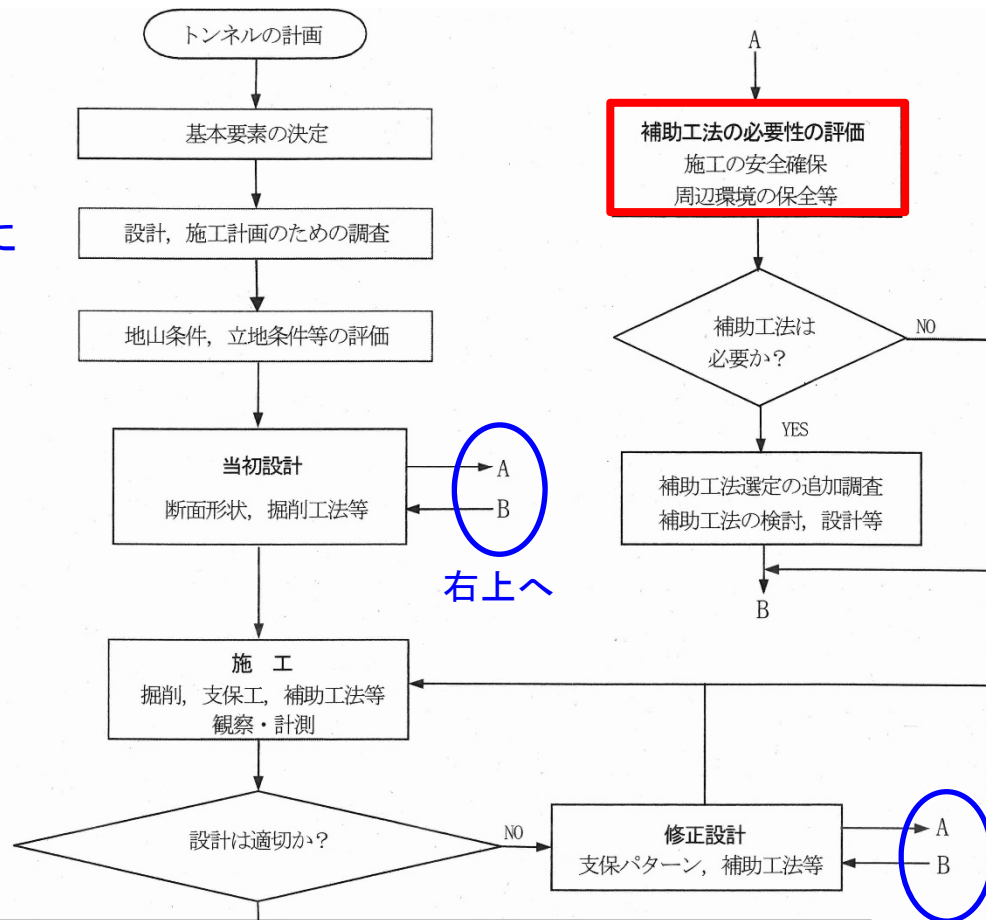 トンネルの計画
基本要素の決定
に
設計，施工計画のための調査
地山条件，立地条件等の評価
当初設計
断面形状，掘削工法等
A
B
右上へ
施　工
掘削，支保工，補助工法等
観察・計測
設計は適切か？
NO
修正設計
支保パターン，補助工法等
A
B
A
補助工法の必要性の評価
施工の安全確保
周辺環境の保全等
補助工法は
必要か？
NO
YES
補助工法選定の追加調査
補助工法の検討，設計等
B